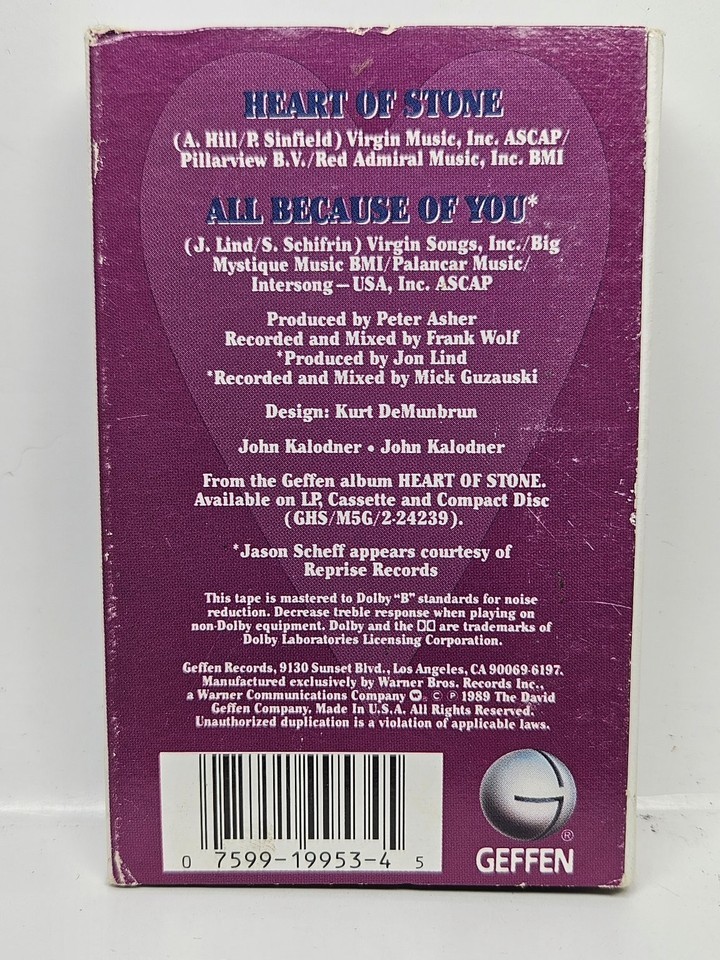 HEART OF STONE
(A. Hill/P. Sinfield) Virgin Music, Inc. ASCAP/
Pillarview B.V./Red Admiral Music, Inc. BMI
ALL BECAUSE OF YOU*
(J. Lind/S. Schifrin) Virgin Songs, Inc./Big
Mystique Music BMI/Palancar Music/
Intersong—USA, Inc. ASCAP
Produced by Peter Asher
Recorded and Mixed by Frank Wolf
*Produced by Jon Lind
*Recorded and Mixed by Mick Guzauski
Design: Kurt DeMunbrun
John Kalodner • John Kalodner
From the Geffen album HEART OF STONE.
Available on LP, Cassette and Compact Disc
(GHS/M5G/2-24239).
*Jason Scheff appears courtesy of
Reprise Records
This tape is mastered to Dolby "B" standards for noise
reduction. Decrease treble response when playing on
non-Dolby equipment. Dolby and the are trademarks of
Dolby Laboratories Licensing Corporation.
Geffen Records, 9130 Sunset Blvd., Los Angeles, CA 90069-6197.
Manufactured exclusively by Warner Bros. Records Inc.,
a Warner Communications Company . © ℗ 1989 The David
Geffen Company. Made In U.S.A. All Rights Reserved.
Unauthorized duplication is a violation of applicable laws.
0 7599-19953-4 5
®
GEFFEN